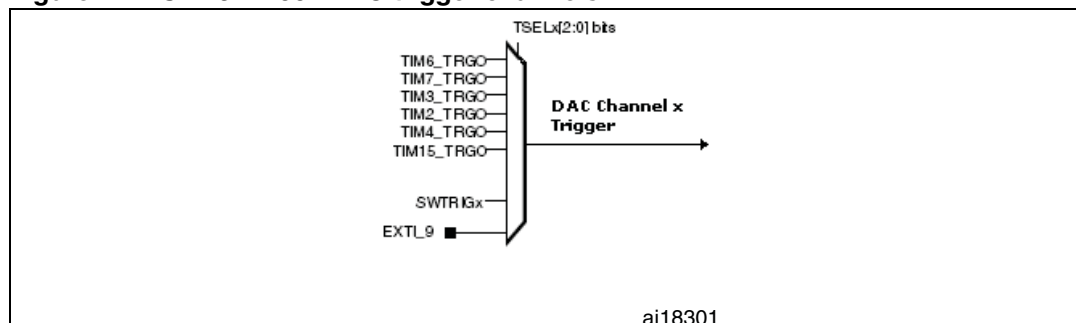 TSELx[2:0] bits
TIM6_TRGO
TIM7_TRGO
TIM3_TRGO
TIM2_TRGO
TIM4_TRGO
TIM15_TRGO
DAC Channel x
Trigger
SWTRIGx
EXTI_9
ai18301